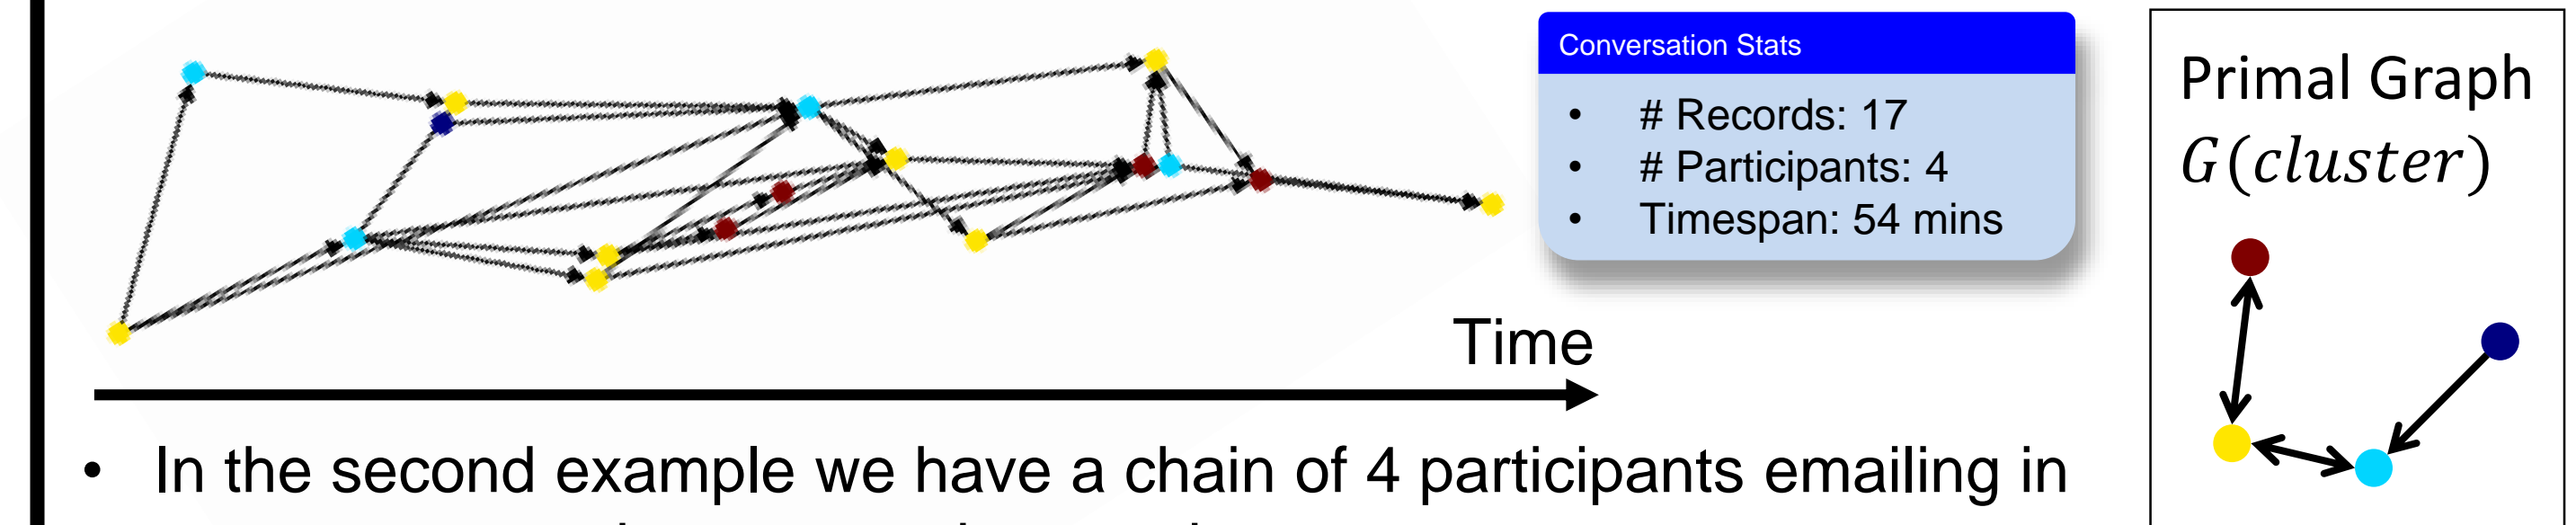 Conversation Stats
• # Records: 17
• # Participants: 4
• Timespan: 54 mins
Primal Graph
G(cluster)
Time
• In the second example we have a chain of 4 participants emailing in